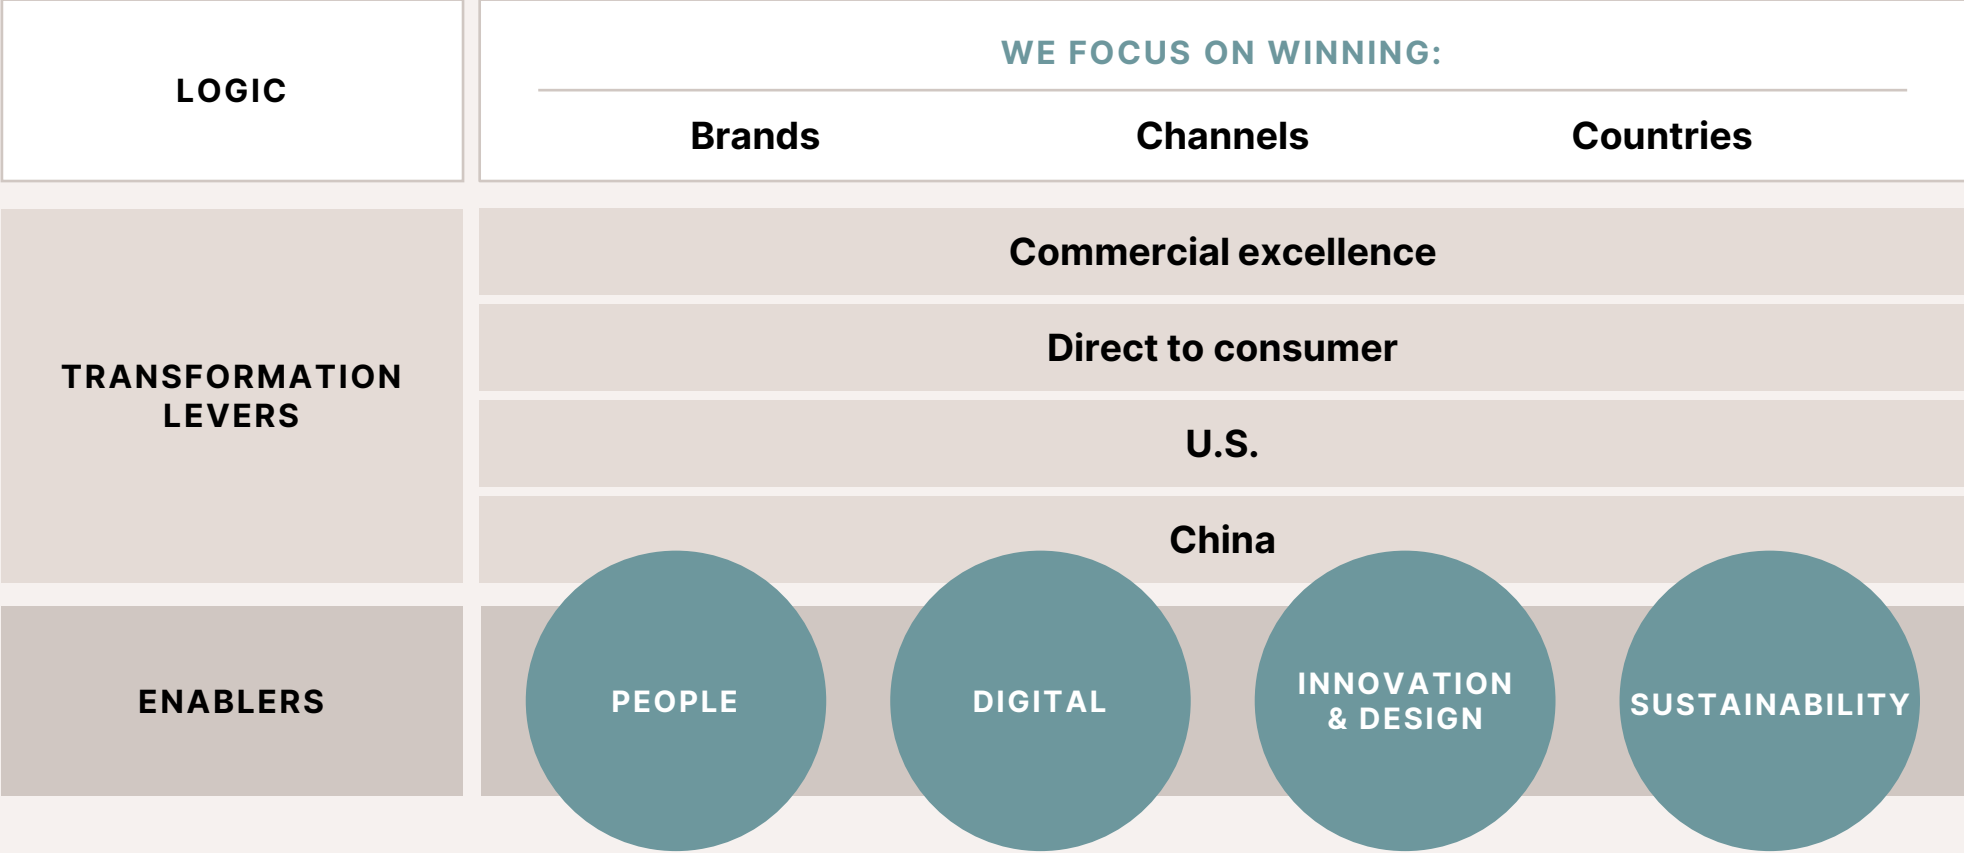 LOGIC
WE FOCUS ON WINNING:
Brands
Channels
Countries
TRANSFORMATION
LEVERS
Commercial excellence
Direct to consumer
U.S.
China
ENABLERS
PEOPLE
DIGITAL
INNOVATION
& DESIGN
SUSTAINABILITY